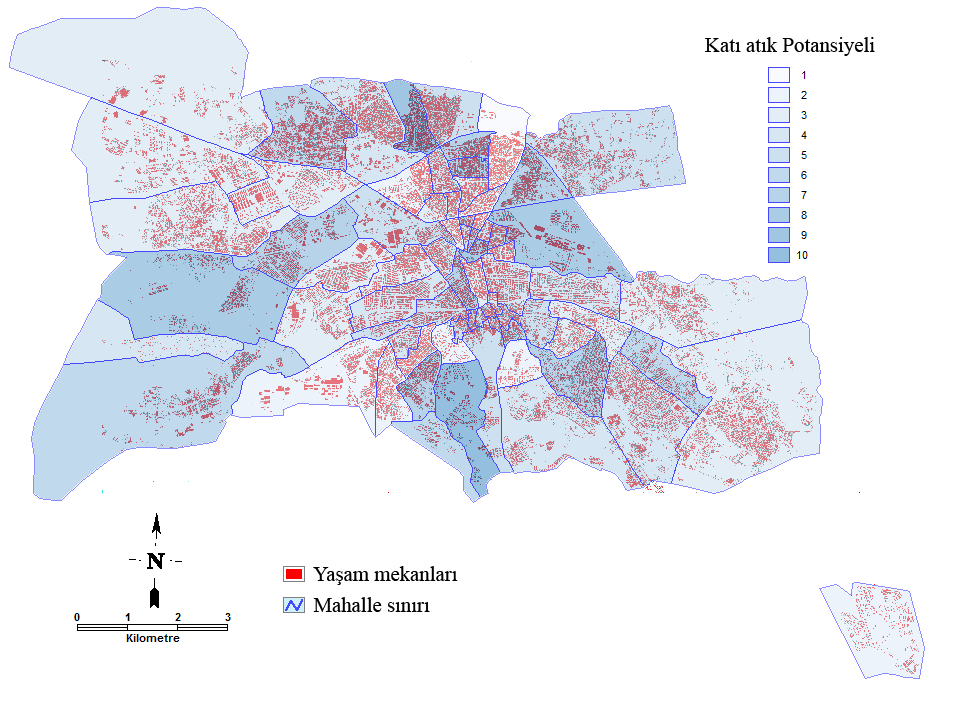 Katı atık Potansiyeli
1
2
3
4
5
6
7
8
9
10
N
Yaşam mekanları
Mahalle sınırı
0 1 2 3
Kilometre